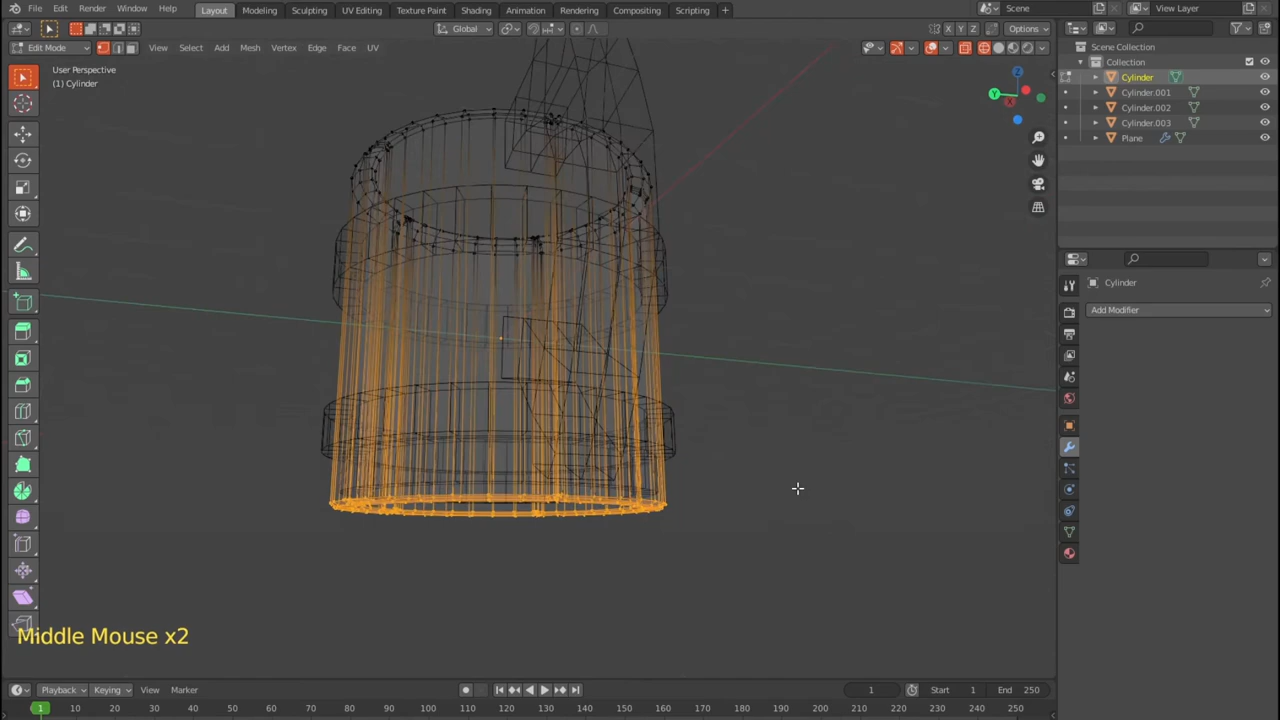 File Edit Render Window Help Layout Modeling Sculpting UV Editing Texture Paint Shading Animation Rendering Compositing Scripting + Scene View Layer
Global Options
Edit Mode View Select Add Mesh Vertex Edge Face UV X Y Z
User Perspective
(1) Cylinder
Scene Collection
Collection
Cylinder
Cylinder.001
Cylinder.002
Cylinder.003
Plane
Z
Y
X
Cylinder
Add Modifier
Middle Mouse x2
Playback Keying View Marker 1 Start 1 End 250
1 10 20 30 40 50 60 70 80 90 100 110 120 130 140 150 160 170 180 190 200 210 220 230 240 250